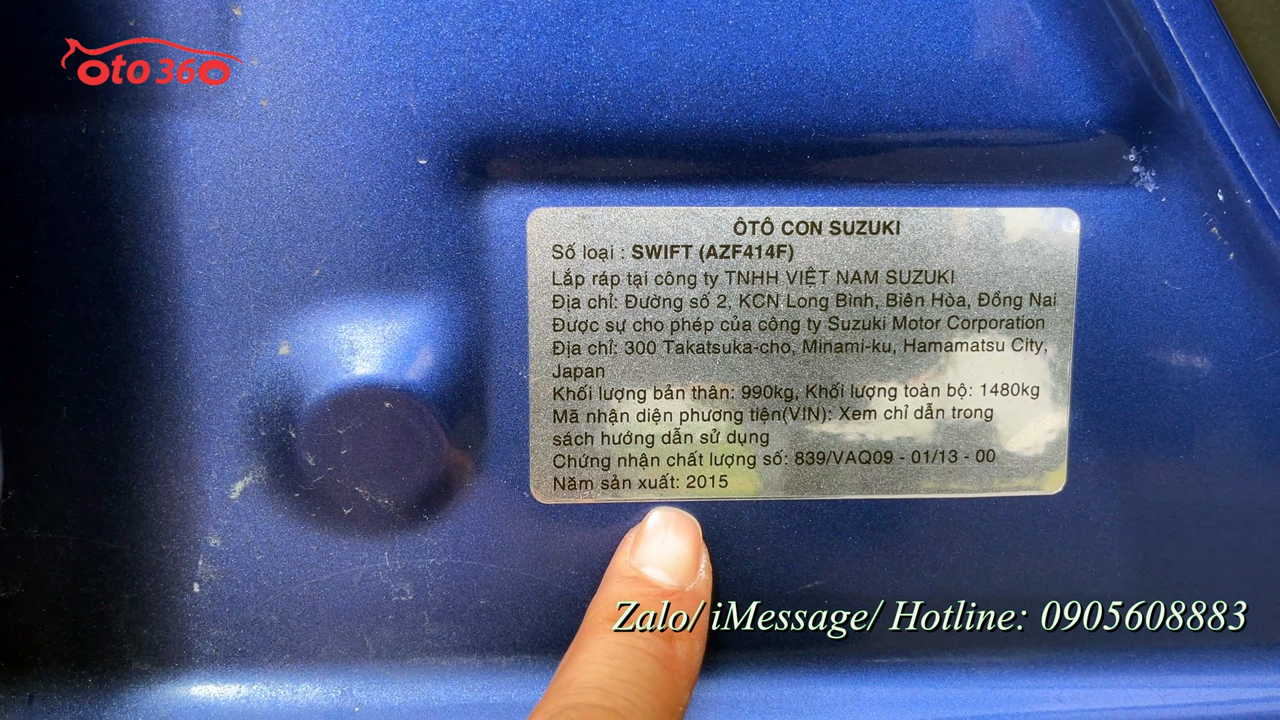 oto 360
ÔTÔ CON SUZUKI
Số loại : SWIFT (AZF414F)
Lắp ráp tại công ty TNHH VIỆT NAM SUZUKI
Địa chỉ: Đường số 2, KCN Long Bình, Biên Hòa, Đồng Nai
Được sự cho phép của công ty Suzuki Motor Corporation
Địa chỉ: 300 Takatsuka-cho, Minami-ku, Hamamatsu City,
Japan
Khối lượng bản thân: 990kg, Khối lượng toàn bộ: 1480kg
Mã nhận diện phương tiện(VIN): Xem chỉ dẫn trong
sách hướng dẫn sử dụng
Chứng nhận chất lượng số: 839/VAQ09 - 01/13 - 00
Năm sản xuất: 2015
Zalo/ iMessage/ Hotline: 0905608883